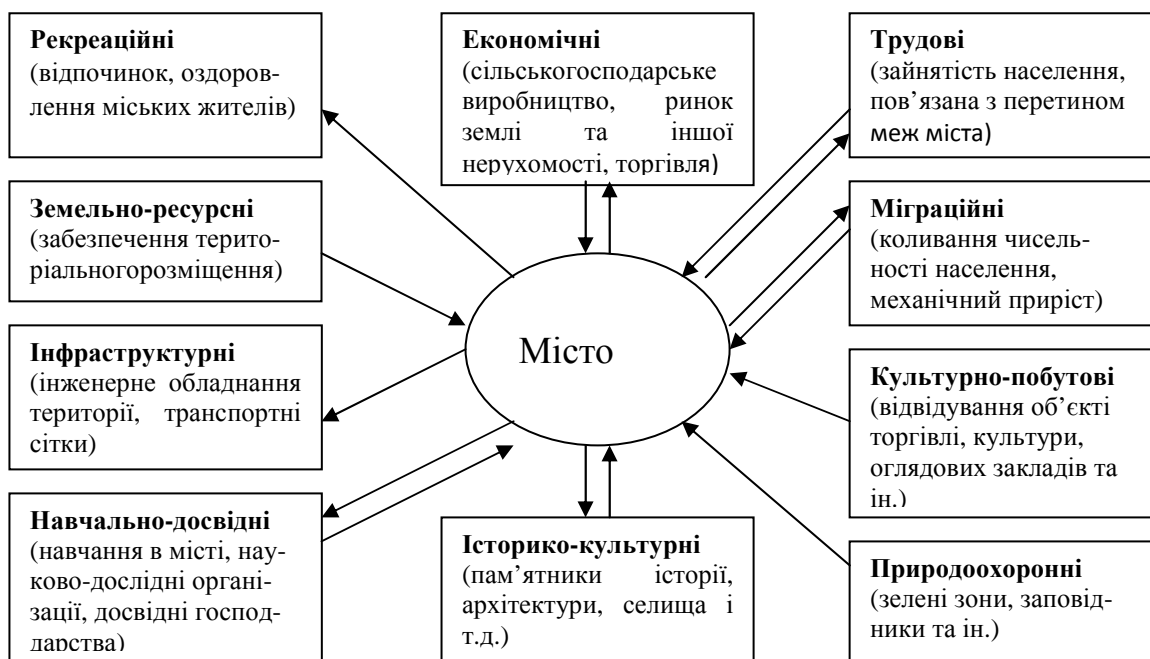 Рекреаційні
(відпочинок, оздоров-
лення міських жителів)
Економічні
(сільськогосподарське
виробництво, ринок
землі та іншої
нерухомості, торгівля)
Трудові
(зайнятість населення,
пов’язана з перетином
меж міста)
Земельно-ресурсні
(забезпечення терито-
ріальногорозміщення)
Міграційні
(коливання чисель-
ності населення,
механічний приріст)
Місто
Інфраструктурні
(інженерне обладнання
території, транспортні
сітки)
Культурно-побутові
(відвідування об’єкті
торгівлі, культури,
оглядових закладів та
ін.)
Навчально-досвідні
(навчання в місті, нау-
ково-дослідні органі-
зації, досвідні госпо-
дарства)
Історико-культурні
(пам’ятники історії,
архітектури, селища і
т.д.)
Природоохоронні
(зелені зони, заповід-
ники та ін.)